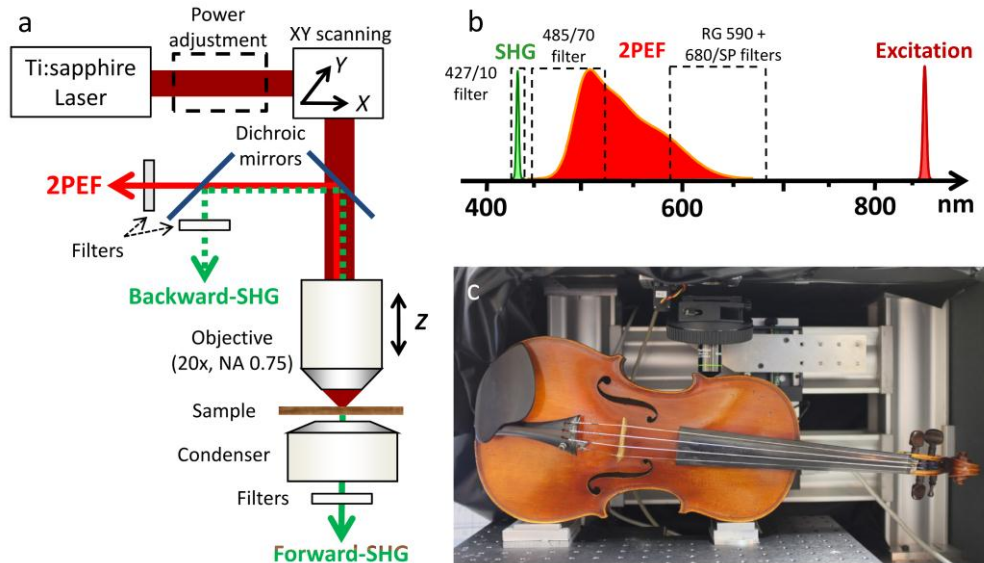 a
Ti:sapphire
Laser
Power
adjustment
XY scanning
Y
X
Dichroic
mirrors
2PEF
Filters
Backward-SHG
Objective
(20x, NA 0.75)
Z
Sample
Condenser
Filters
Forward-SHG
b
SHG
427/10
filter
485/70
filter
2PEF
RG 590 +
680/SP filters
Excitation
400
600
800
nm
c